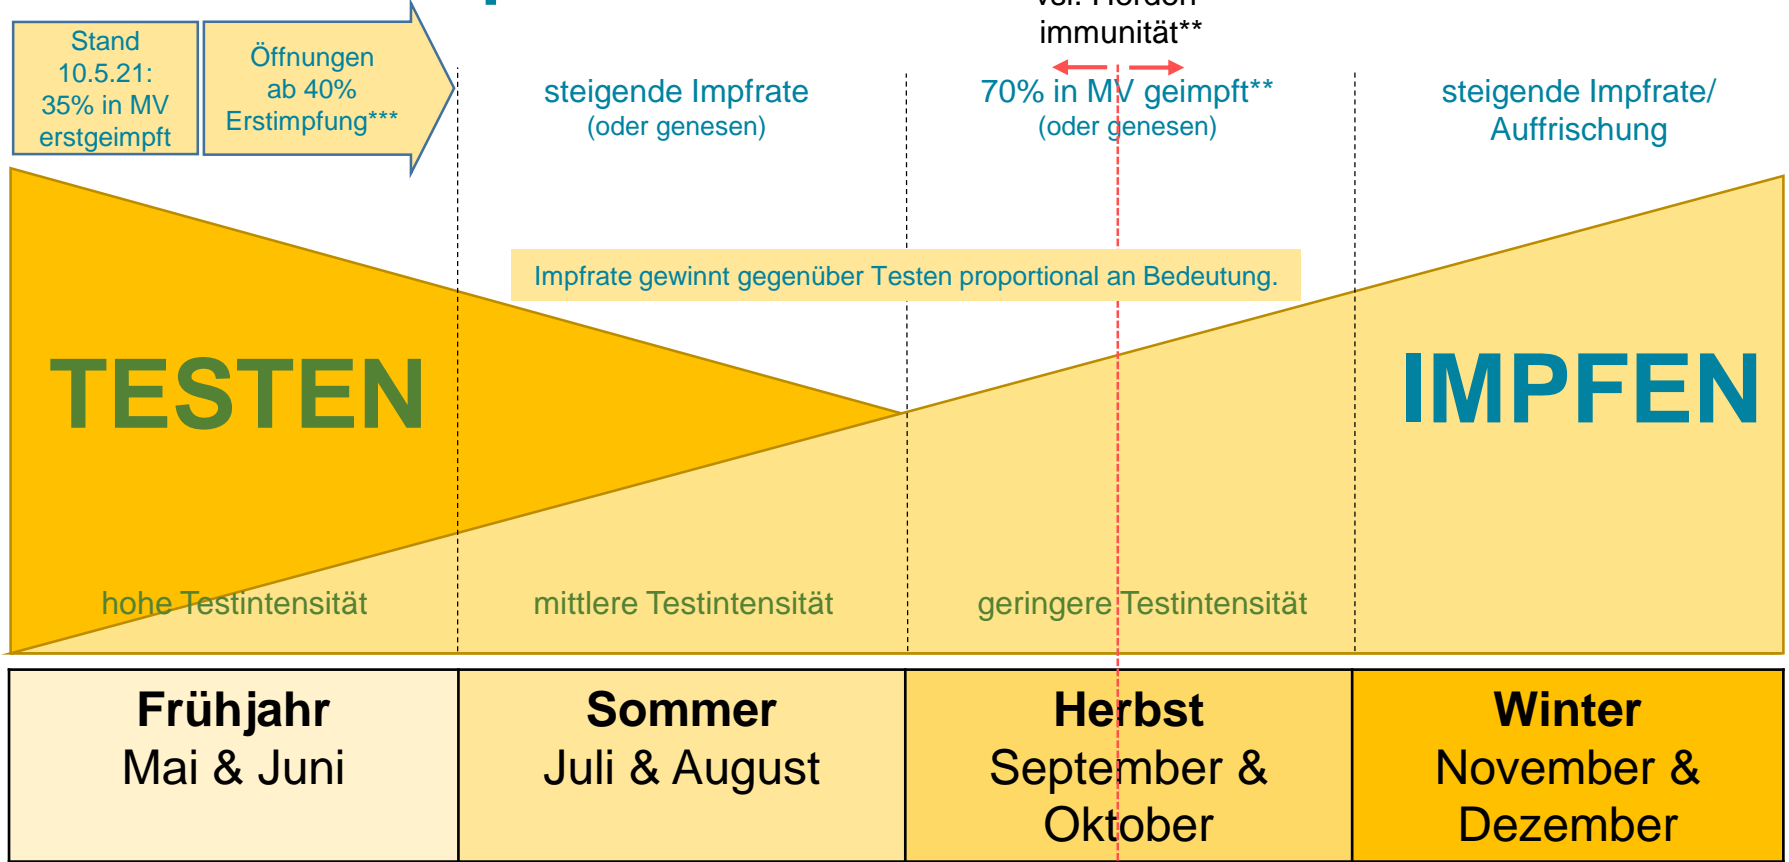 vsl. Herden-
immunität**
Stand
10.5.21:
35% in MV
erstgeimpft
Öffnungen
ab 40%
Erstimpfung***
steigende Impfrate
(oder genesen)
70% in MV geimpft**
(oder genesen)
steigende Impfrate/
Auffrischung
Impfrate gewinnt gegenüber Testen proportional an Bedeutung.
TESTEN
IMPFEN
hohe Testintensität
mittlere Testintensität
geringere Testintensität
Frühjahr
Mai & Juni
Sommer
Juli & August
Herbst
September &
Oktober
Winter
November &
Dezember